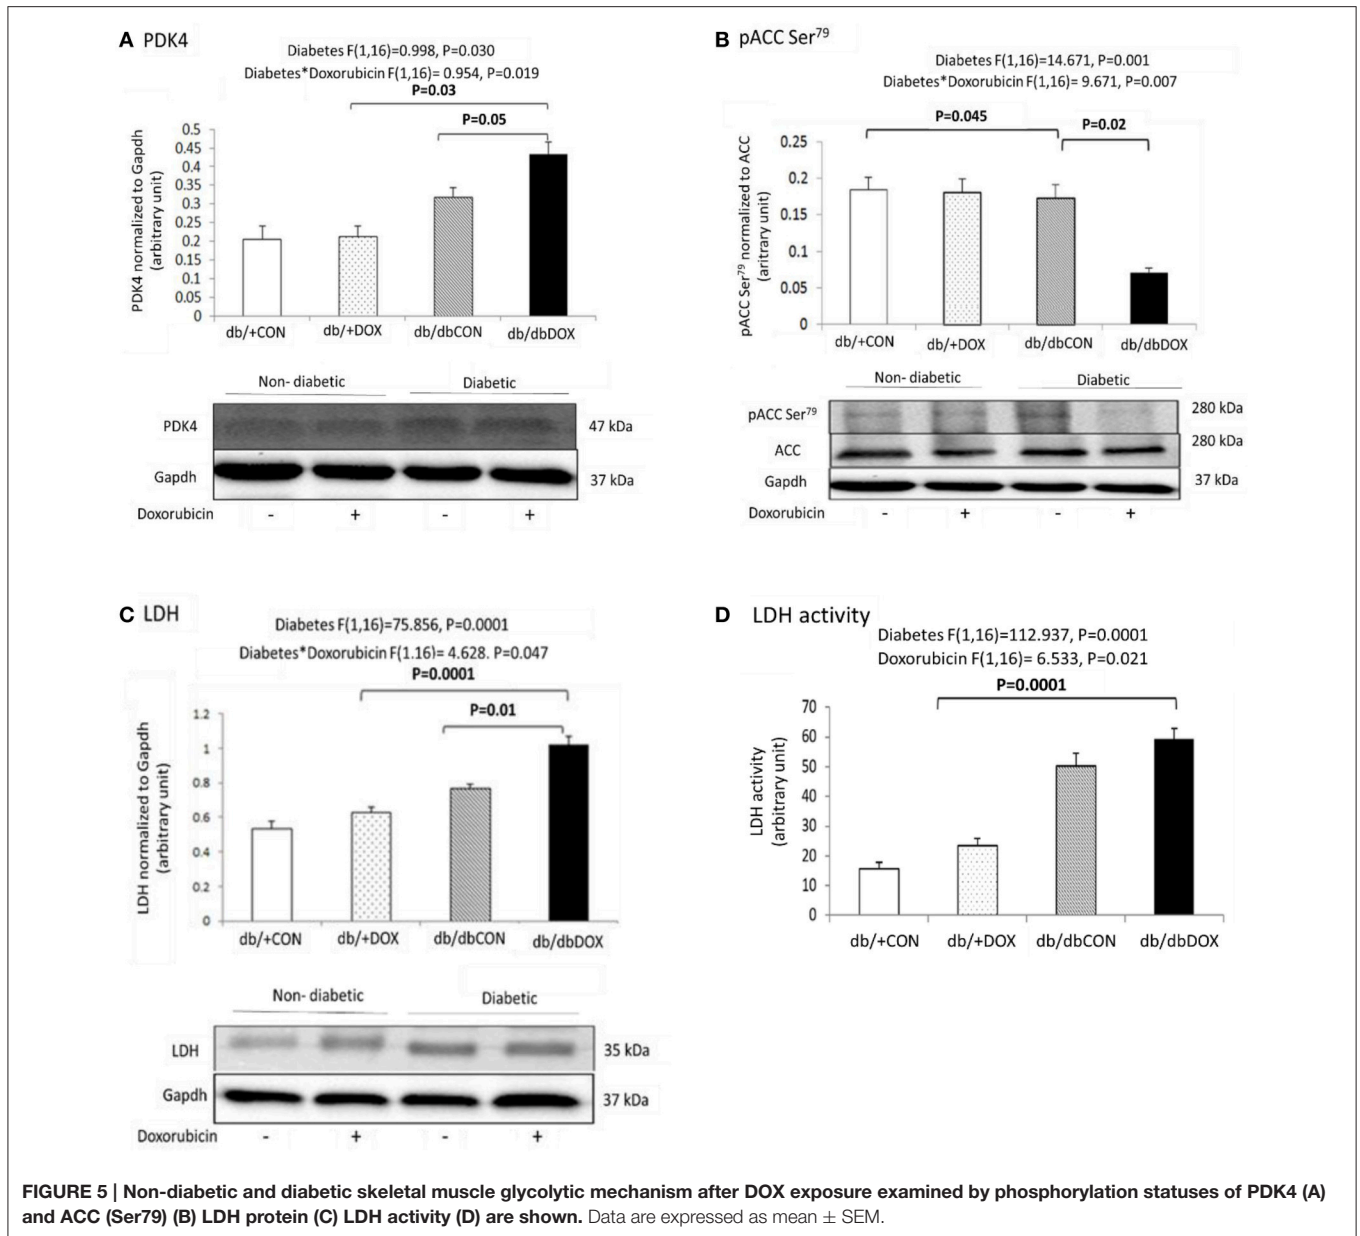 A PDK4
Diabetes F(1,16)=0.998, P=0.030
Diabetes*Doxorubicin F(1,16)= 0.954, P=0.019
P=0.03
P=0.05
PDK4 normalized to Gapdh
(arbitrary unit)
0.5
0.45
0.4
0.35
0.3
0.25
0.2
0.15
0.1
0.05
0
db/+CON db/+DOX db/dbCON db/dbDOX
Non- diabetic Diabetic
PDK4 47 kDa
Gapdh 37 kDa
Doxorubicin - + - +
B pACC Ser79
Diabetes F(1,16)=14.671, P=0.001
Diabetes*Doxorubicin F(1,16)= 9.671, P=0.007
P=0.045 P=0.02
pACC Ser79 normalized to ACC
(aritrary unit)
0.25
0.2
0.15
0.1
0.05
0
db/+CON db/+DOX db/dbCON db/dbDOX
Non- diabetic Diabetic
pACC Ser79 280 kDa
ACC 280 kDa
Gapdh 37 kDa
Doxorubicin - + - +
C LDH
Diabetes F(1,16)=75.856, P=0.0001
Diabetes*Doxorubicin F(1.16)= 4.628. P=0.047
P=0.0001
P=0.01
LDH normalized to Gapdh
(arbitrary unit)
1.2
1
0.8
0.6
0.4
0.2
0
db/+CON db/+DOX db/dbCON db/dbDOX
Non- diabetic Diabetic
LDH 35 kDa
Gapdh 37 kDa
Doxorubicin - + - +
D LDH activity
Diabetes F(1,16)=112.937, P=0.0001
Doxorubicin F(1,16)= 6.533, P=0.021
P=0.0001
LDH activity
(arbitrary unit)
70
60
50
40
30
20
10
0
db/+CON db/+DOX db/dbCON db/dbDOX
FIGURE 5 | Non-diabetic and diabetic skeletal muscle glycolytic mechanism after DOX exposure examined by phosphorylation statuses of PDK4 (A)
and ACC (Ser79) (B) LDH protein (C) LDH activity (D) are shown. Data are expressed as mean ± SEM.